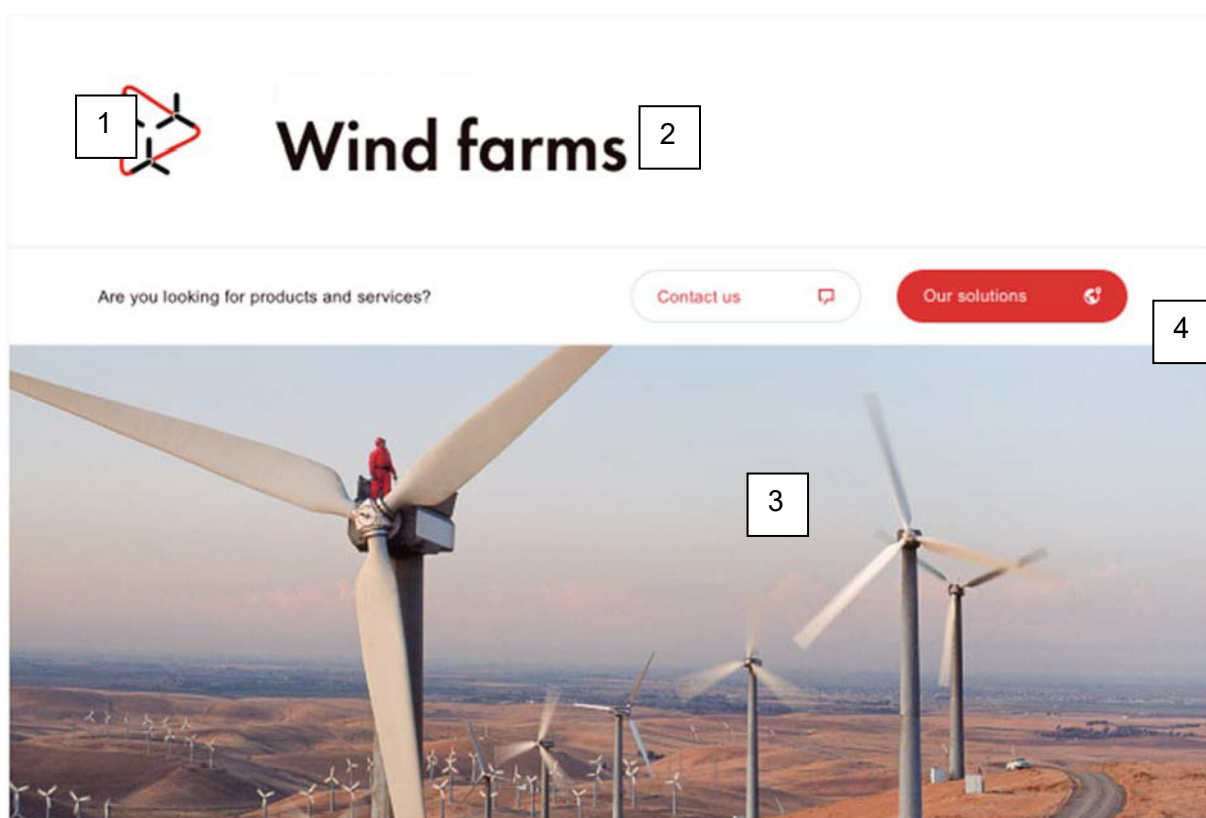 1
Wind farms
2
Are you looking for products and services?
Contact us
Our solutions
4
3